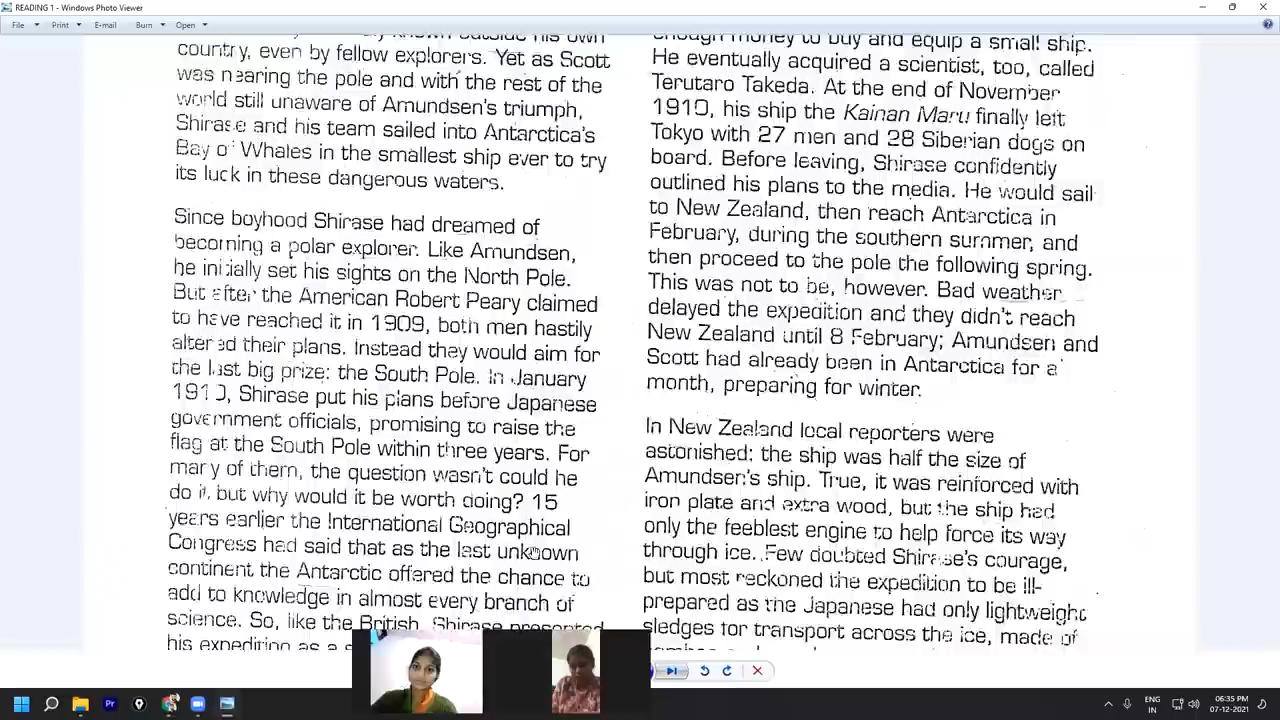 READING 1 - Windows Photo Viewer
File Print E-mail Burn Open
outside his own
country, even by fellow explorers. Yet as Scott
was nearing the pole and with the rest of the
world still unaware of Amundsen's triumph,
Shirase and his team sailed into Antarctica's
Bay of Whales in the smallest ship ever to try
its luck in these dangerous waters.
Since boyhood Shirase had dreamed of
becoming a polar explorer. Like Amundsen,
he initially set his sights on the North Pole.
But after the American Robert Peary claimed
to have reached it in 1909, both men hastily
altered their plans. Instead they would aim for
the last big prize: the South Pole. In January
1910, Shirase put his plans before Japanese
government officials, promising to raise the
flag at the South Pole within three years. For
many of them, the question wasn't could he
do it, but why would it be worth doing? 15
years earlier the International Geographical
Congress had said that as the last unknown
continent the Antarctic offered the chance to
add to knowledge in almost every branch of
science. So, like the British, Shirase presented
his expedition as a
enough money to buy and equip a small ship.
He eventually acquired a scientist, too, called
Terutaro Takeda. At the end of November
1910, his ship the Kainan Maru finally left
Tokyo with 27 men and 28 Siberian dogs on
board. Before leaving, Shirase confidently
outlined his plans to the media. He would sail
to New Zealand, then reach Antarctica in
February, during the southern summer, and
then proceed to the pole the following spring.
This was not to be, however. Bad weather
delayed the expedition and they didn't reach
New Zealand until 8 February; Amundsen and
Scott had already been in Antarctica for a
month, preparing for winter.
In New Zealand local reporters were
astonished: the ship was half the size of
Amundsen's ship. True, it was reinforced with
iron plate and extra wood, but the ship had
only the feeblest engine to help force its way
through ice. Few doubted Shirase's courage,
but most reckoned the expedition to be ill-
prepared as the Japanese had only lightweight
sledges for transport across the ice, made of
Pr
ENG
IN
06:35 PM
07-12-2021